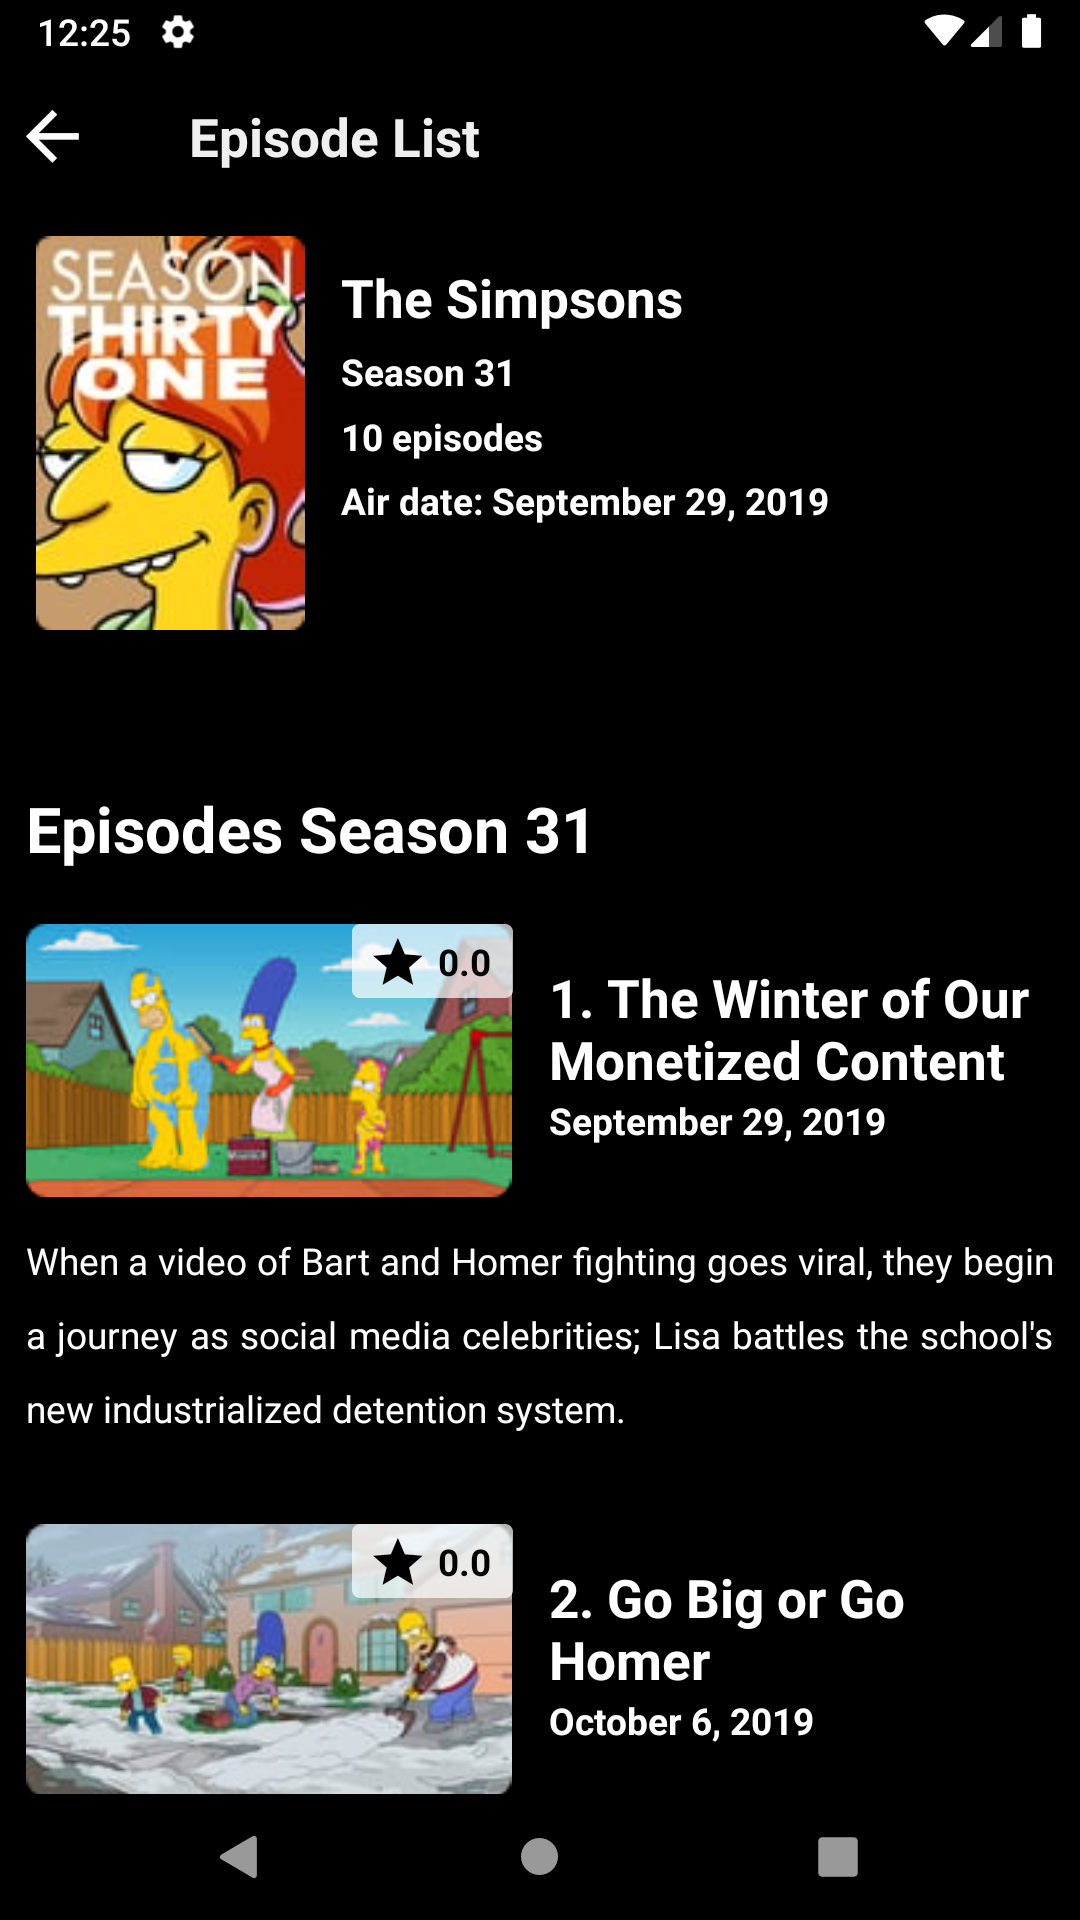 12:25
Episode List
SEASON
THIRTY
ONE
The Simpsons
Season 31
10 episodes
Air date: September 29, 2019
Episodes Season 31
0.0
1. The Winter of Our
Monetized Content
September 29, 2019
When a video of Bart and Homer fighting goes viral, they begin
a journey as social media celebrities; Lisa battles the school's
new industrialized detention system.
0.0
2. Go Big or Go
Homer
October 6, 2019